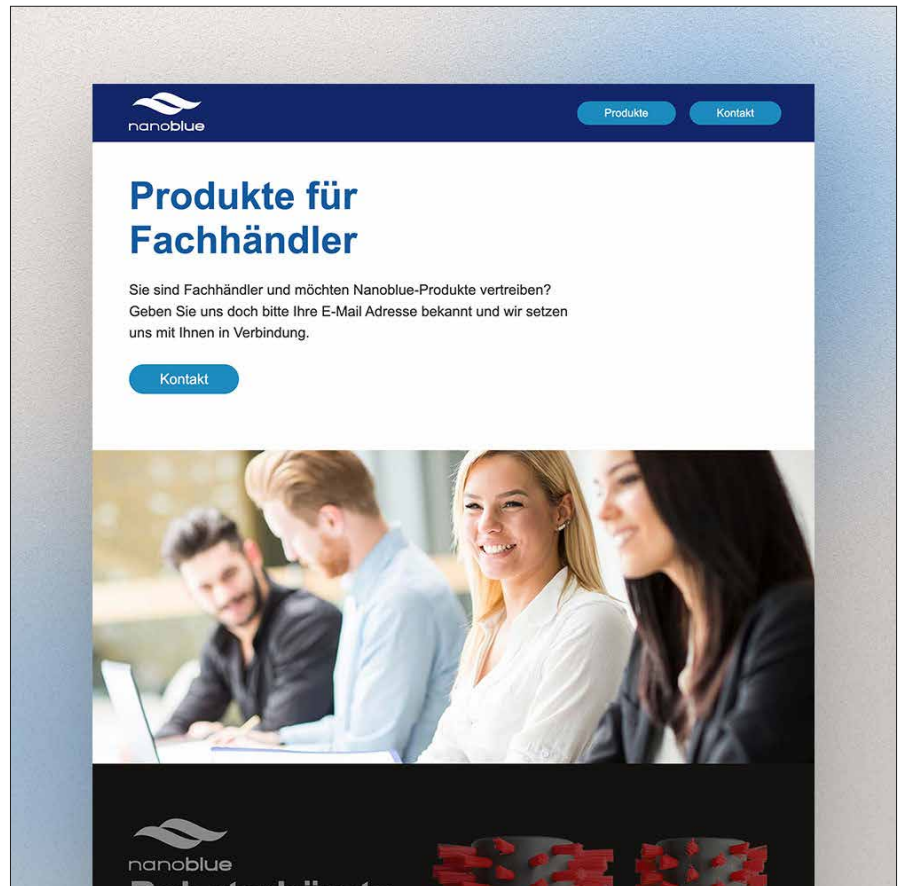 nanoblue
Produkte
Kontakt
Produkte für
Fachhändler
Sie sind Fachhändler und möchten Nanoblue-Produkte vertreiben?
Geben Sie uns doch bitte Ihre E-Mail Adresse bekannt und wir setzen
uns mit Ihnen in Verbindung.
Kontakt
nanoblue